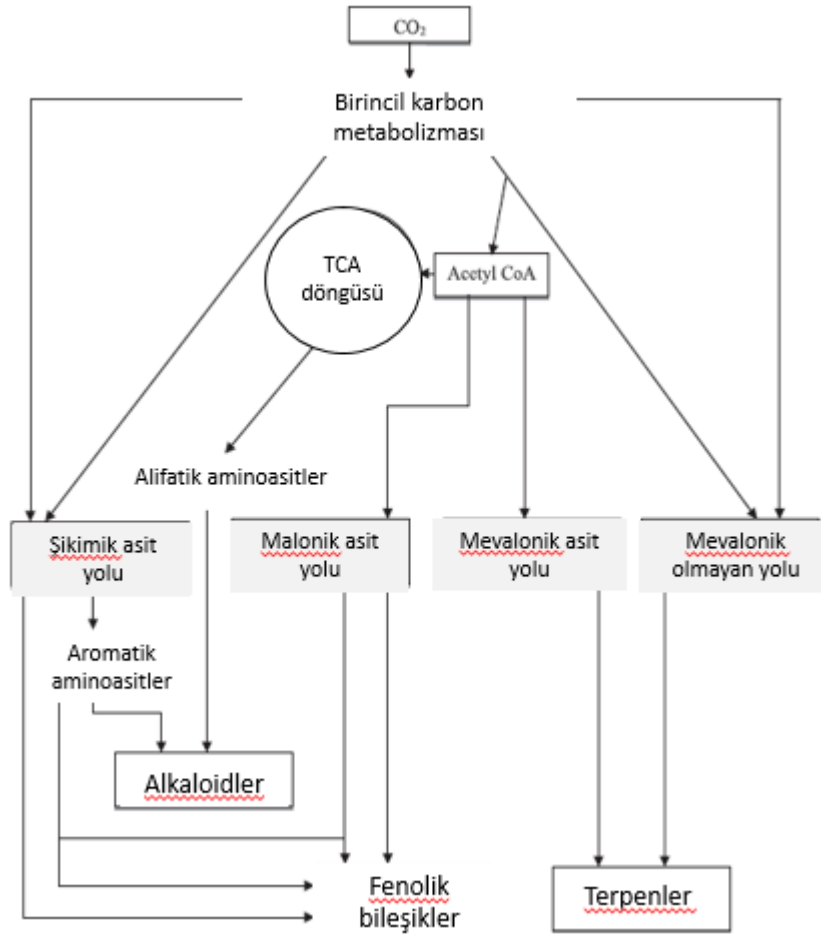 CO₂
Birincil karbon
metabolizması
TCA
döngüsü
Acetyl CoA
Alifatik aminoasitler
Şikimik asit
yolu
Malonik asit
yolu
Mevalonik asit
yolu
Mevalonik
olmayan yolu
Aromatik
aminoasitler
Alkaloidler
Fenolik
bileşikler
Terpenler